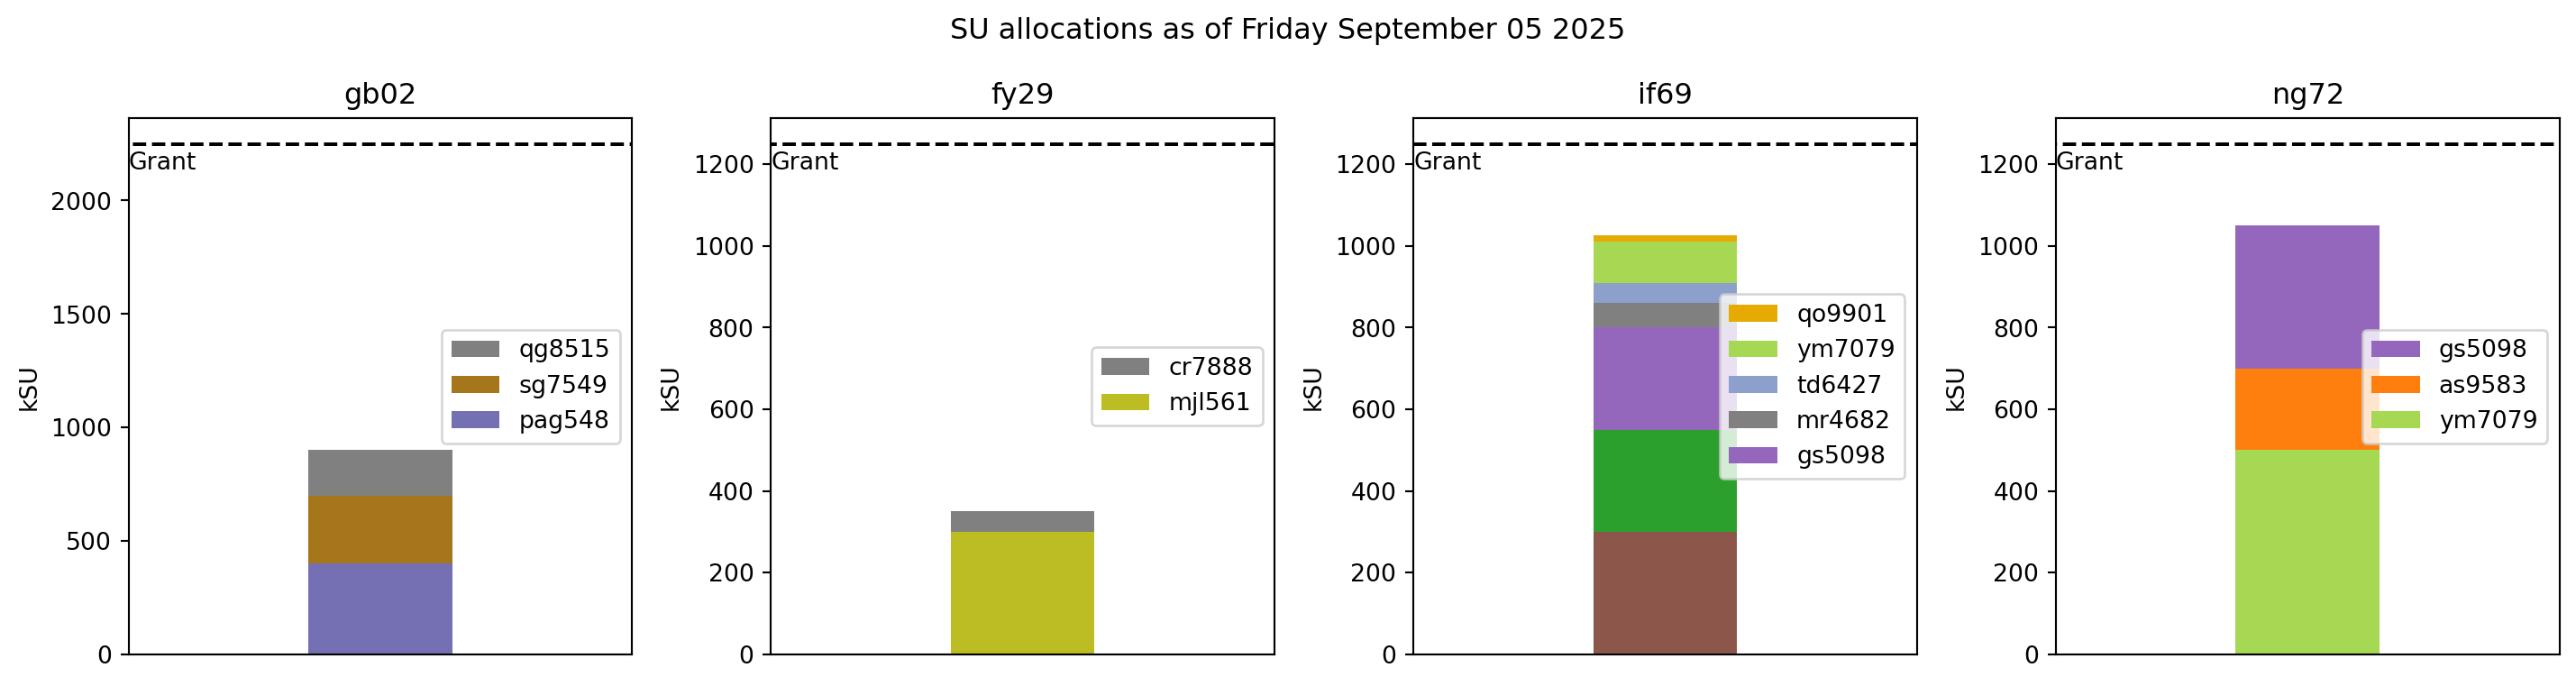 SU allocations as of Friday September 05 2025
gb02
Grant
2000
1500
1000
500
0
kSU
qg8515
sg7549
pag548
fy29
Grant
1200
1000
800
600
400
200
0
kSU
cr7888
mjl561
if69
Grant
1200
1000
800
600
400
200
0
kSU
qo9901
ym7079
td6427
mr4682
gs5098
ng72
Grant
1200
1000
800
600
400
200
0
kSU
gs5098
as9583
ym7079